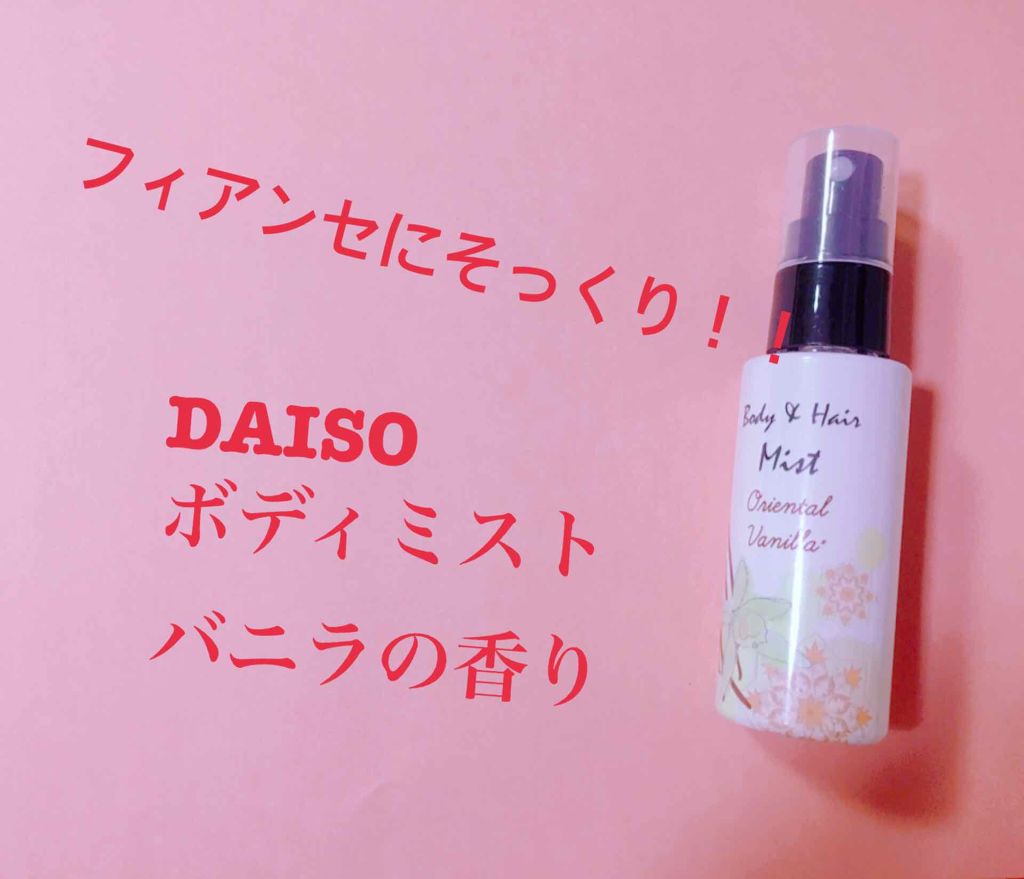 フィアンセにそっくり！！
DAISO
ボディミスト
バニラの香り
Body & Hair
Mist
Oriental
Vanilla